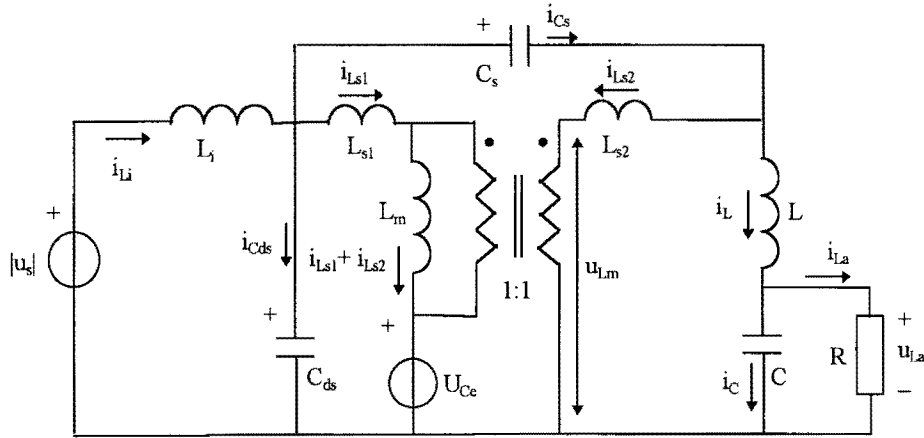 +
i_Cs
C_s
i_Ls1
i_Ls2
L_i
L_s1
L_s2
i_Li
L_m
i_L
L
i_Cds
i_Ls1 + i_Ls2
u_Lm
i_La
+
|u_s|
1:1
+
+
+
C_ds
U_Ce
i_C
C
R
u_La
–